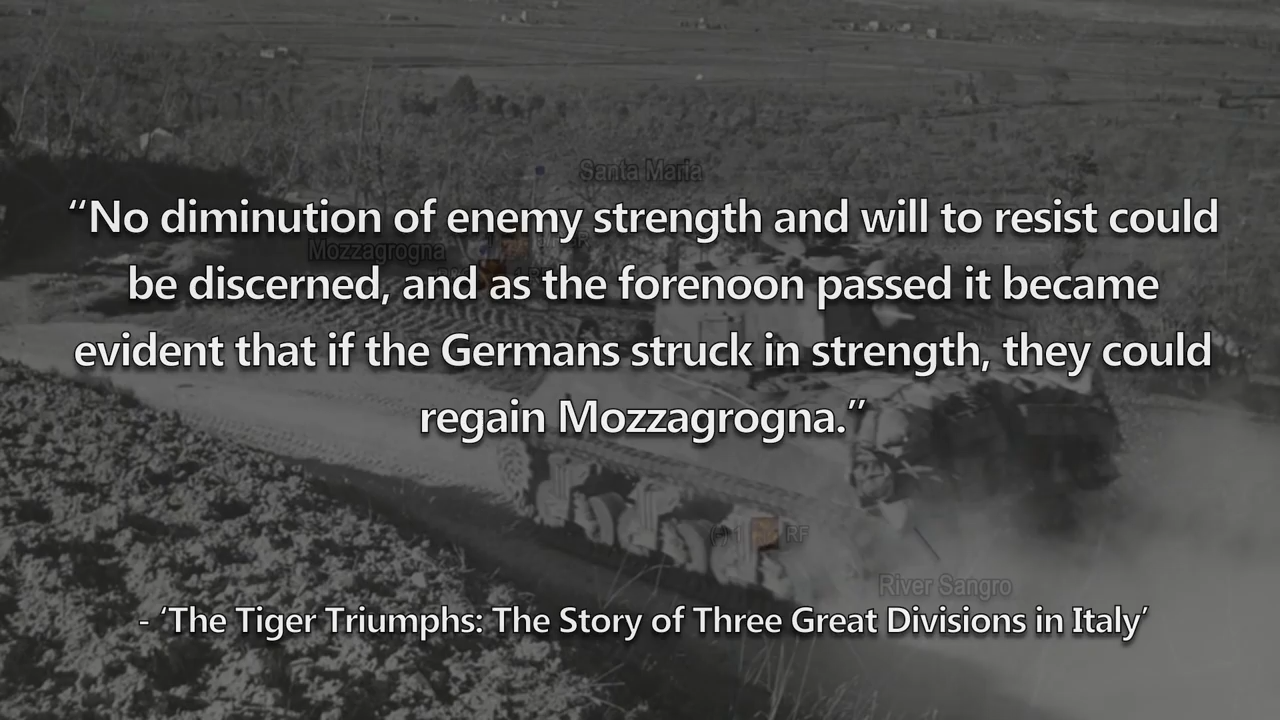 Santa Maria
“No diminution of enemy strength and will to resist could
Mozzagrogna
be discerned, and as the forenoon passed it became
evident that if the Germans struck in strength, they could
regain Mozzagrogna.”
RF
River Sangro
- ‘The Tiger Triumphs: The Story of Three Great Divisions in Italy’